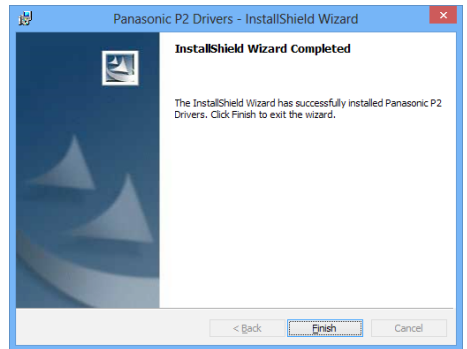 Panasonic P2 Drivers - InstallShield Wizard
InstallShield Wizard Completed
The InstallShield Wizard has successfully installed Panasonic P2
Drivers. Click Finish to exit the wizard.
< Back Finish Cancel